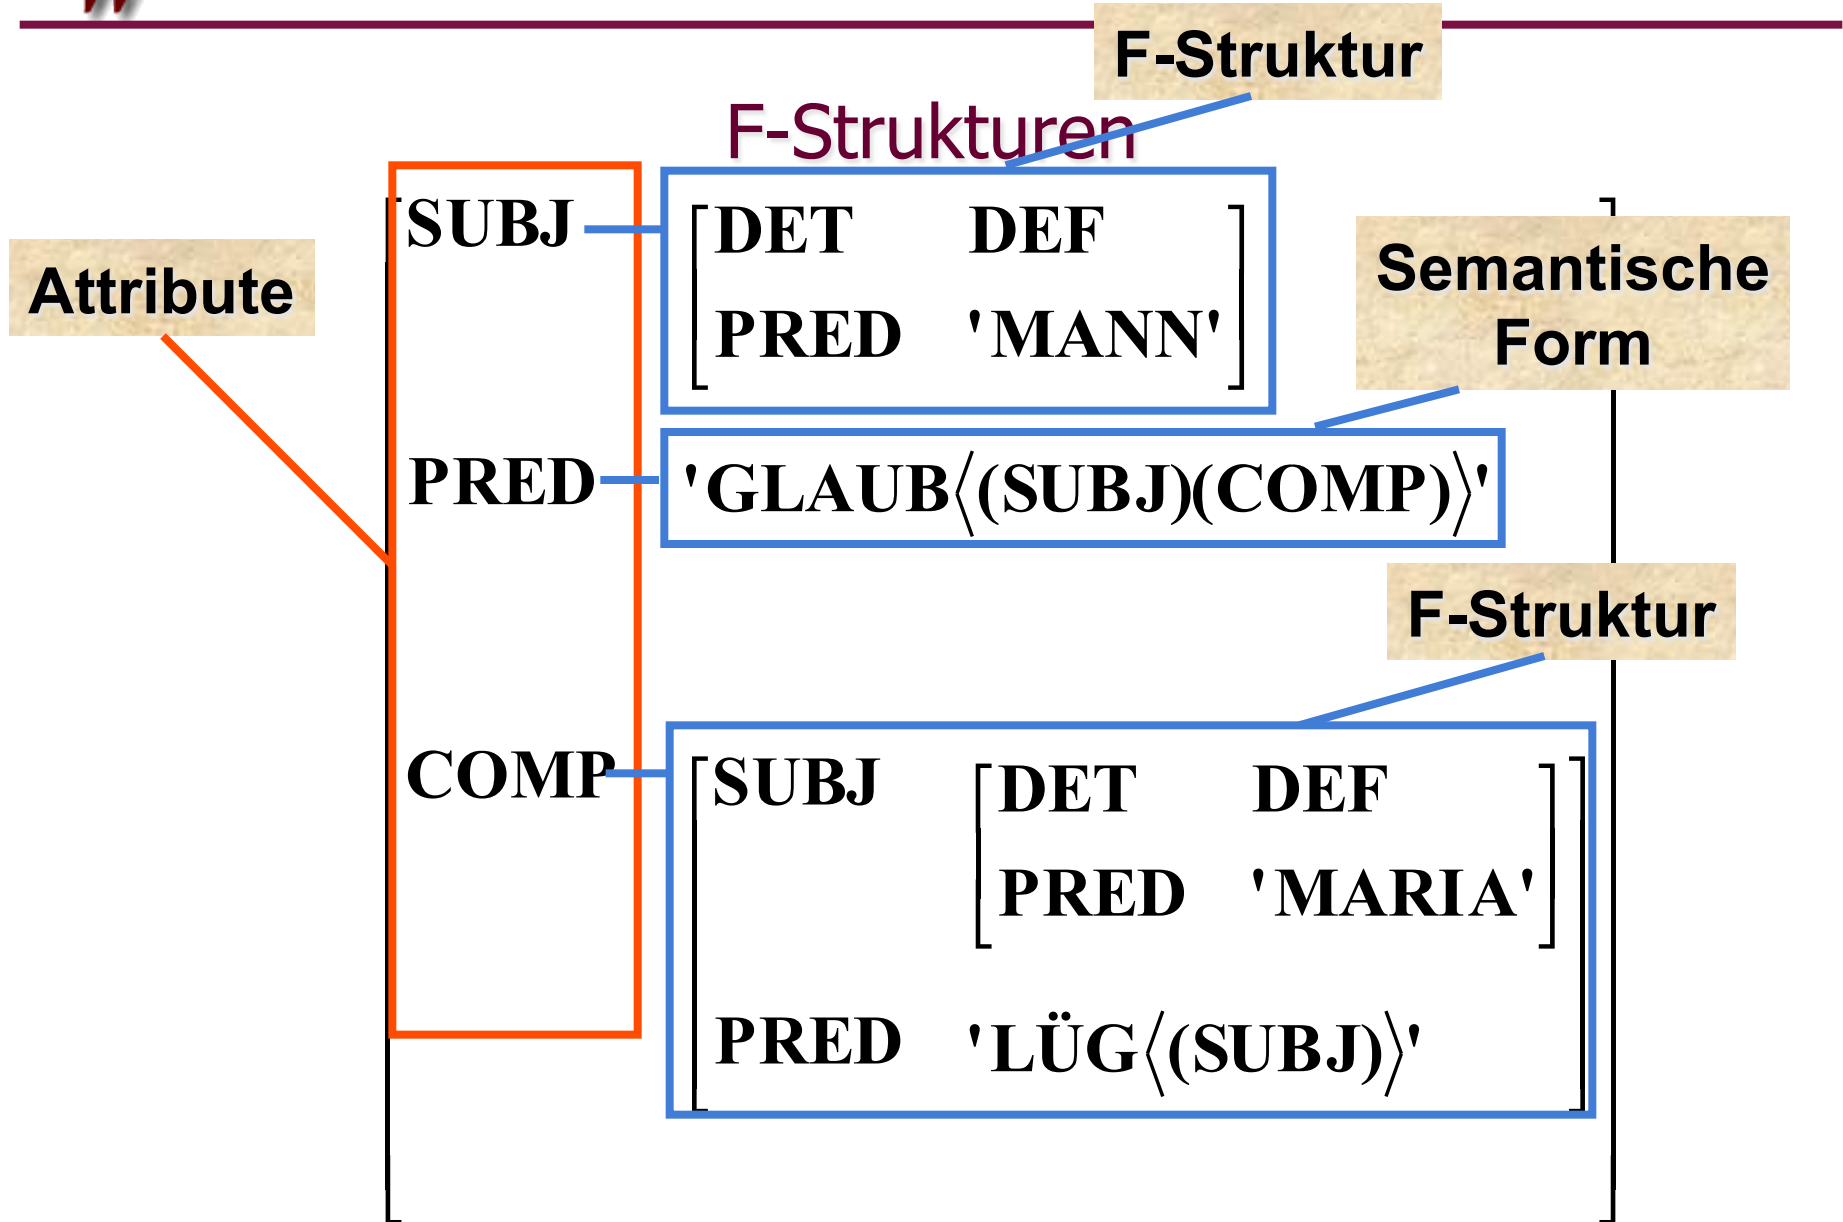 F-Struktur
F-Strukturen
Attribute
SUBJ DET DEF
PRED 'MANN'
Semantische
Form
PRED 'GLAUB⟨(SUBJ)(COMP)⟩'
F-Struktur
COMP SUBJ DET DEF
PRED 'MARIA'
PRED 'LÜG⟨(SUBJ)⟩'